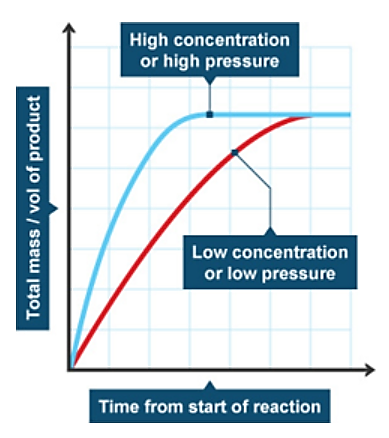 High concentration
or high pressure
Total mass / vol of product
Low concentration
or low pressure
Time from start of reaction